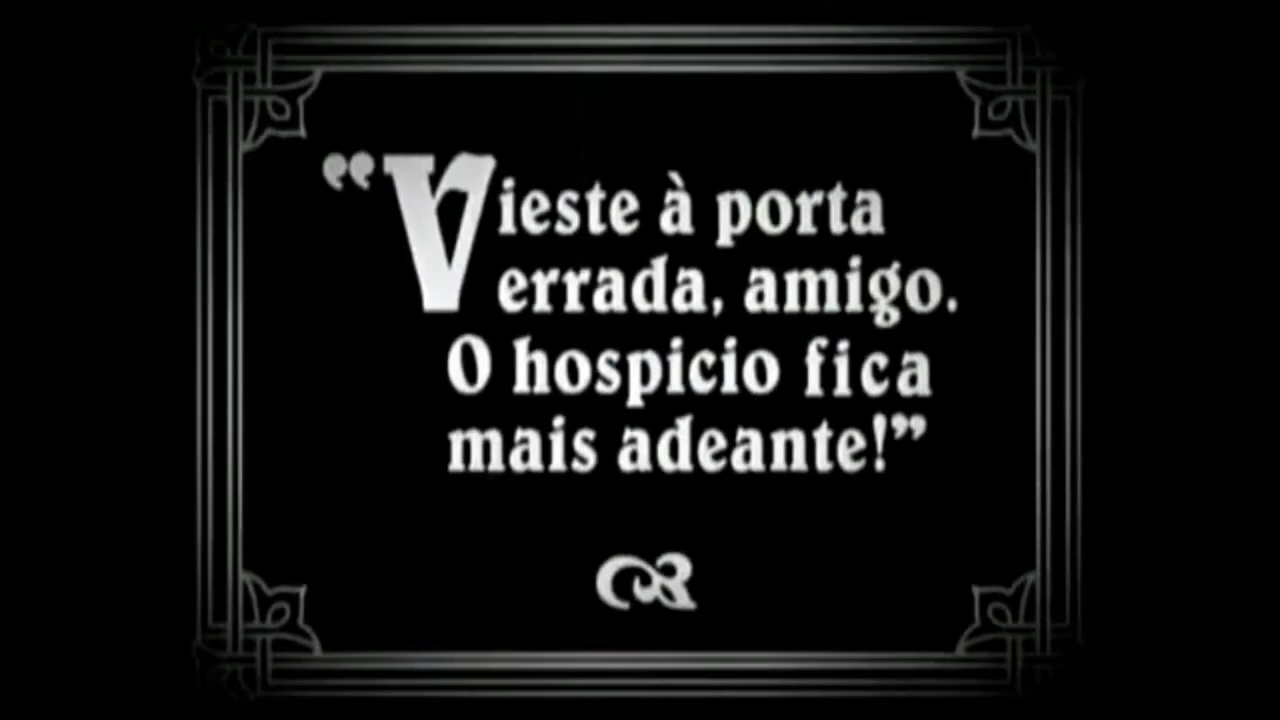 “Vieste à porta
errada, amigo.
O hospicio fica
mais adeante!”